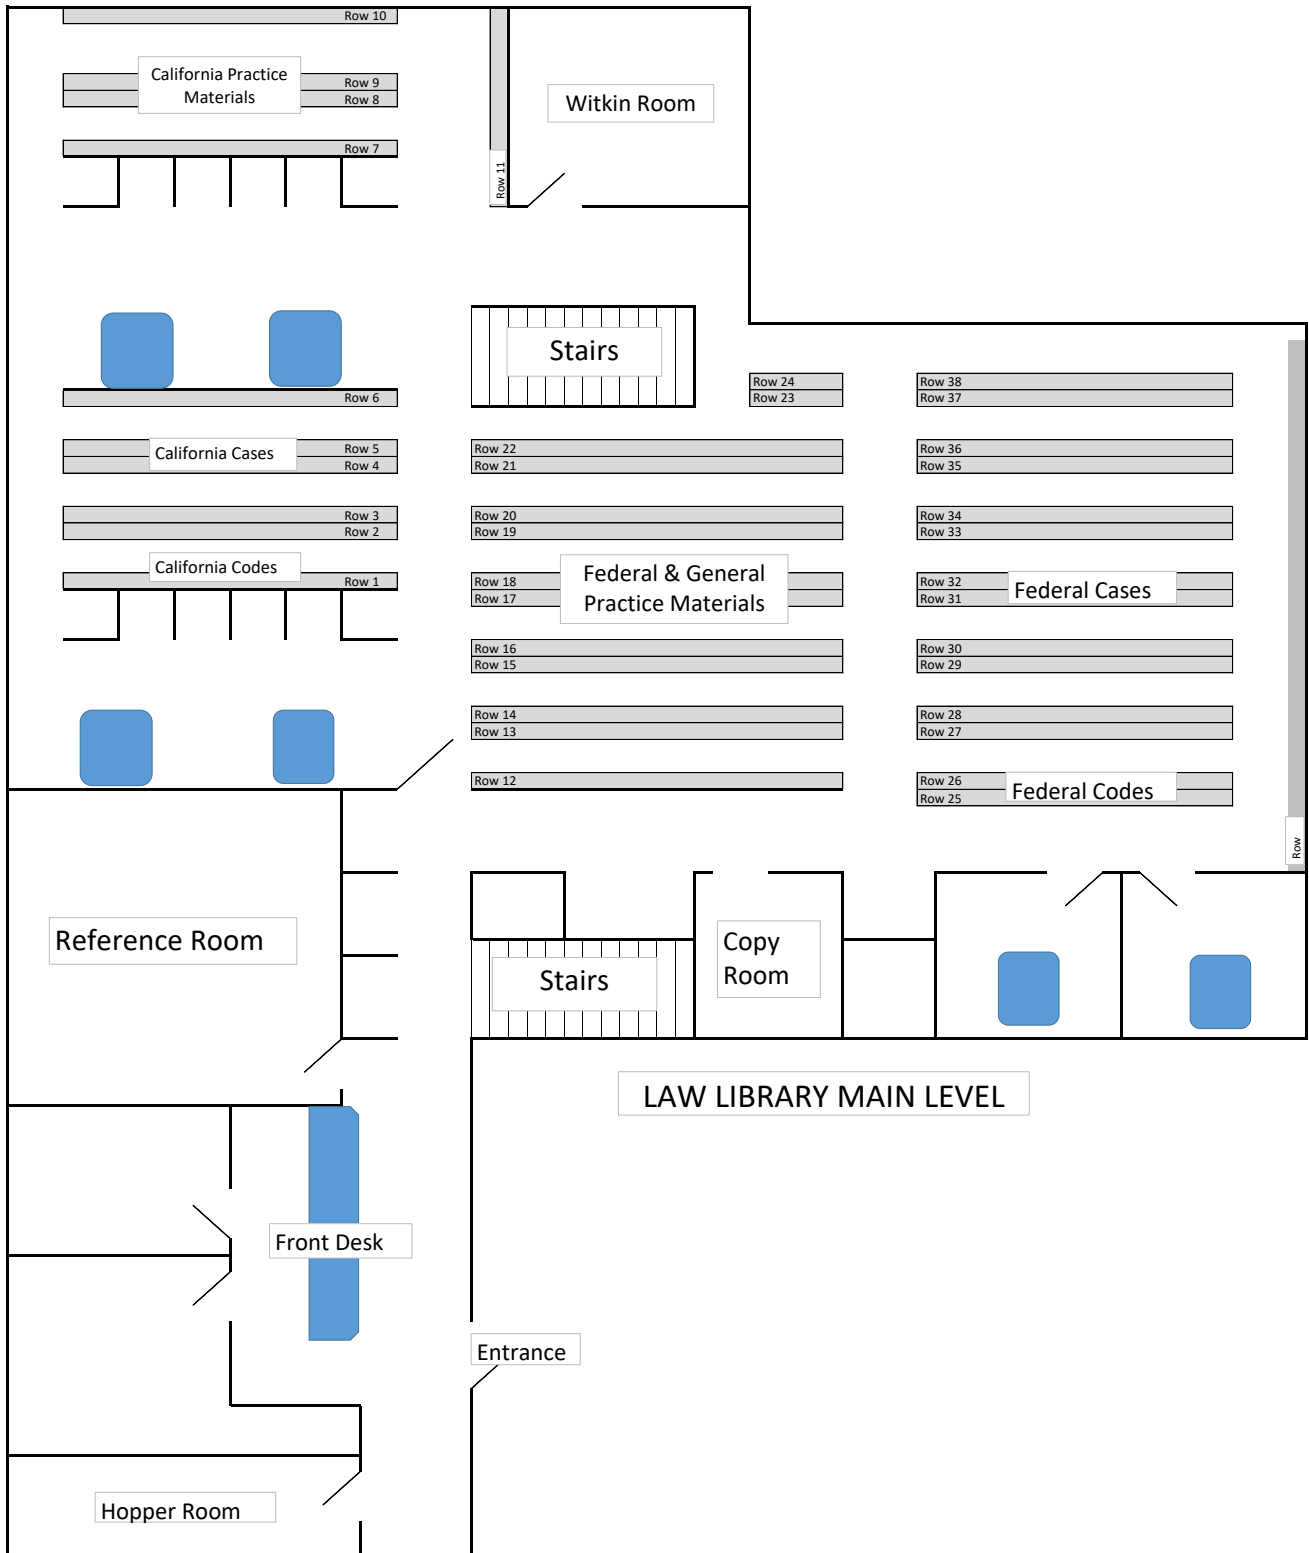 Row 10
California Practice
Materials
Row 9
Row 8
Row 7
Row 11
Witkin Room
Stairs
Row 6
California Cases
Row 5
Row 4
Row 3
Row 2
California Codes
Row 1
Row 24
Row 23
Row 22
Row 21
Row 20
Row 19
Row 18
Row 17
Federal & General
Practice Materials
Row 16
Row 15
Row 14
Row 13
Row 12
Row 38
Row 37
Row 36
Row 35
Row 34
Row 33
Row 32
Row 31
Federal Cases
Row 30
Row 29
Row 28
Row 27
Row 26
Row 25
Federal Codes
Row
Reference Room
Stairs
Copy
Room
LAW LIBRARY MAIN LEVEL
Front Desk
Entrance
Hopper Room